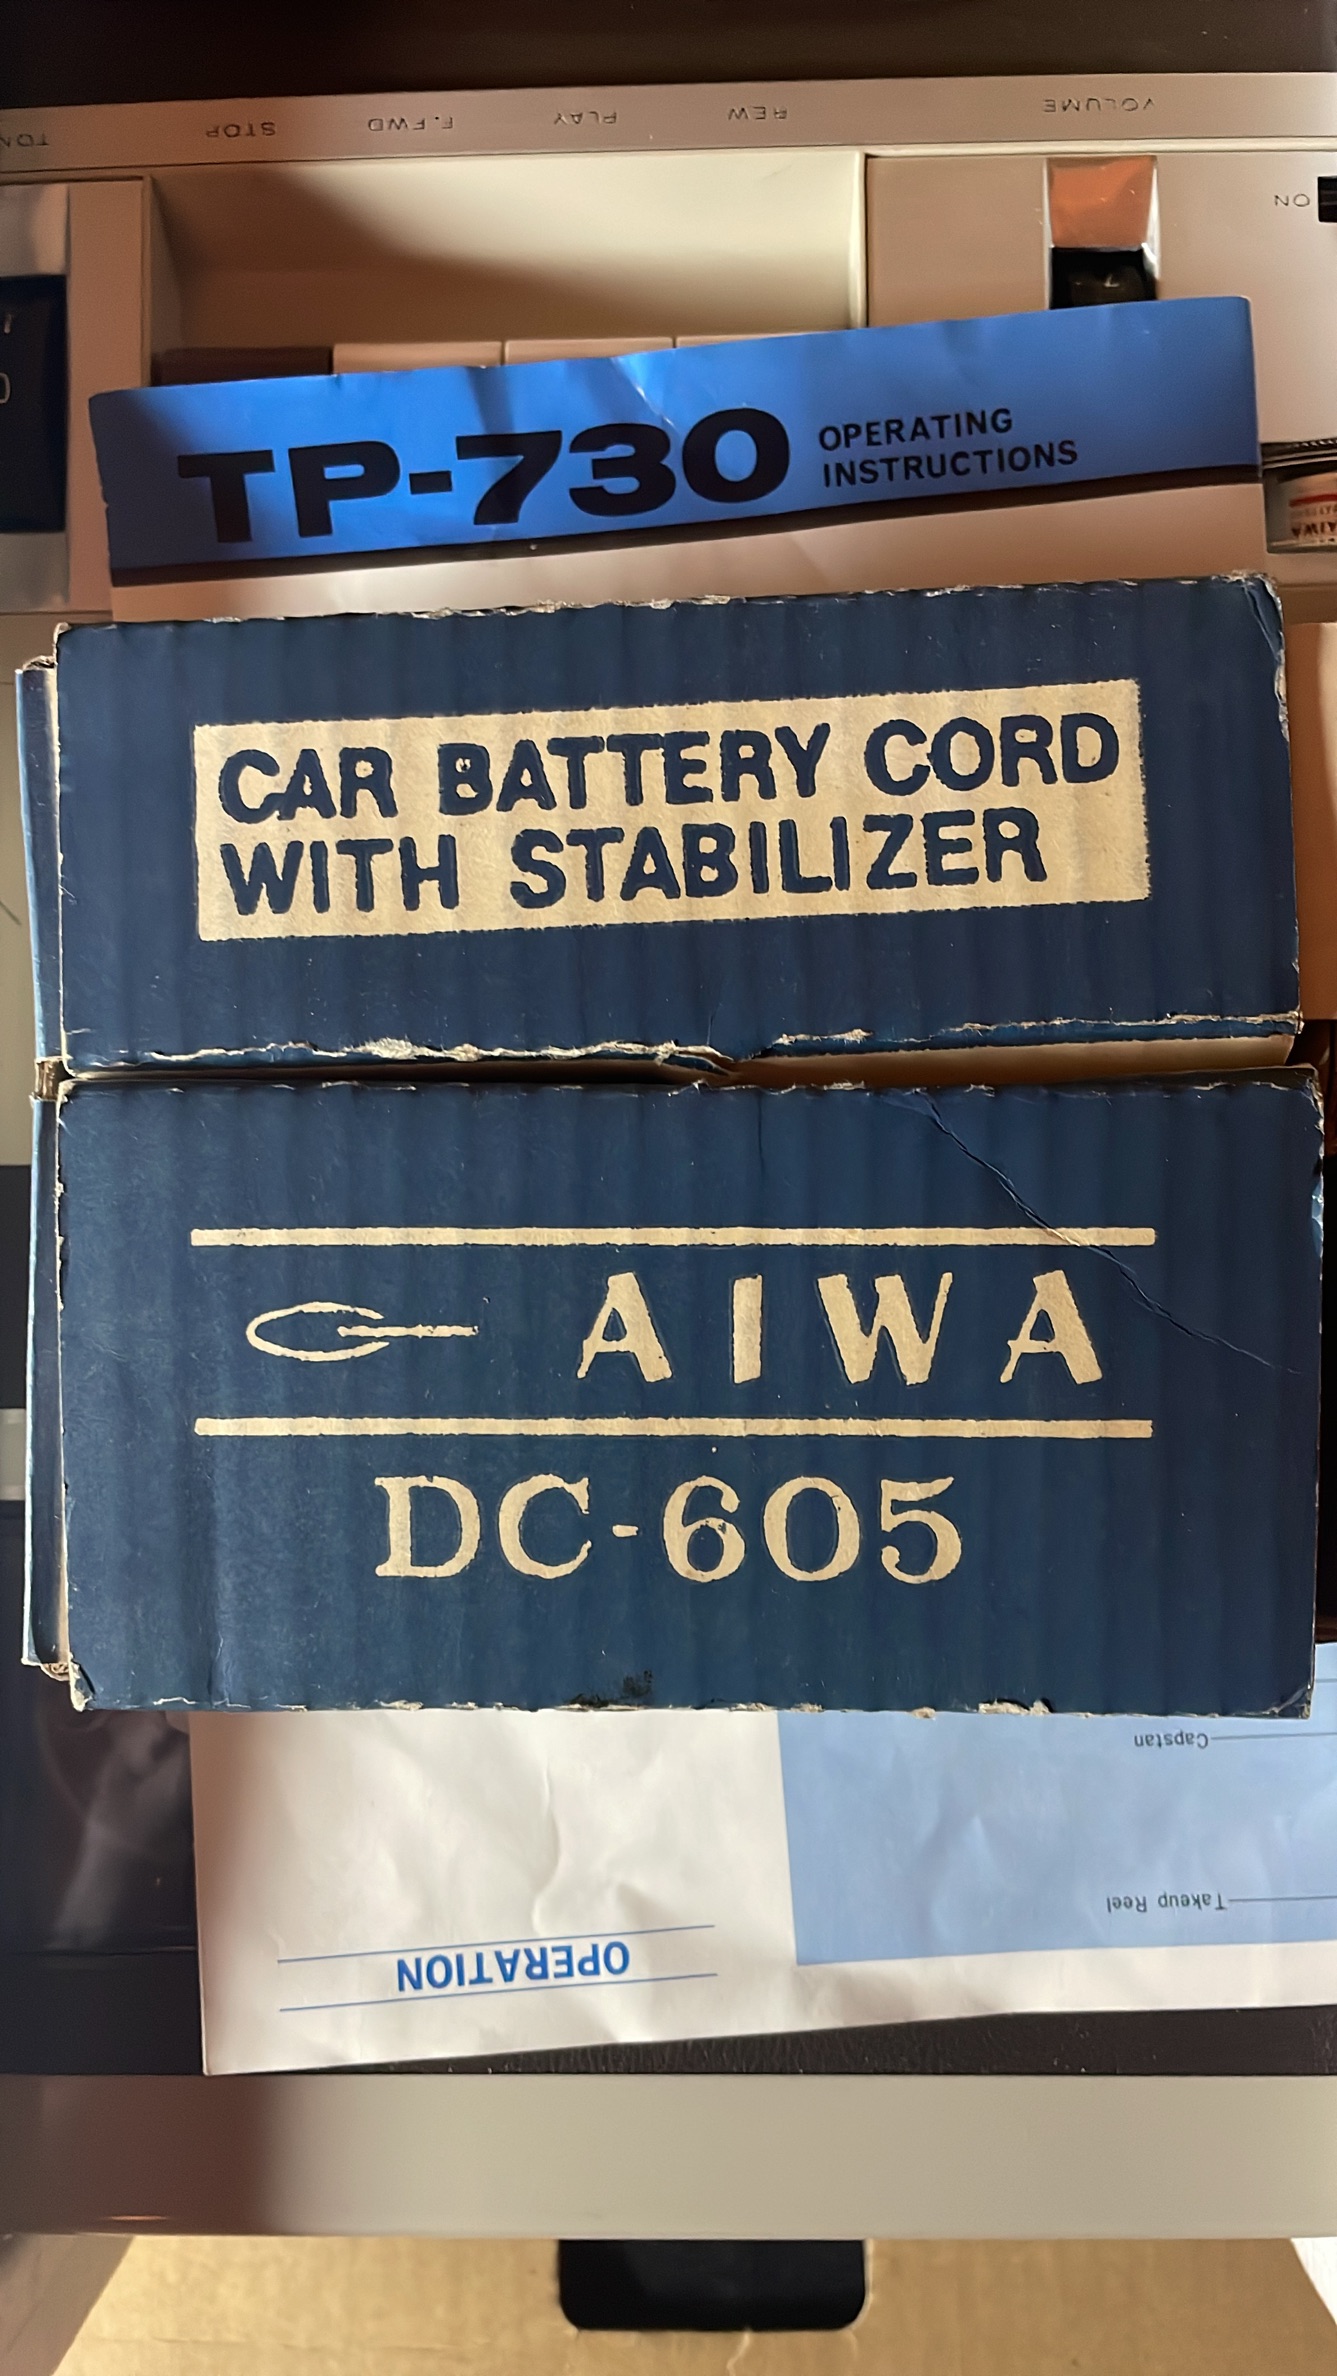 STOP F.FWD PLAY REW VOLUME
ON
TP-730 OPERATING
INSTRUCTIONS
AIWA
CAR BATTERY CORD
WITH STABILIZER
AIWA
DC-605
Capstan
Takeup Reel
OPERATION